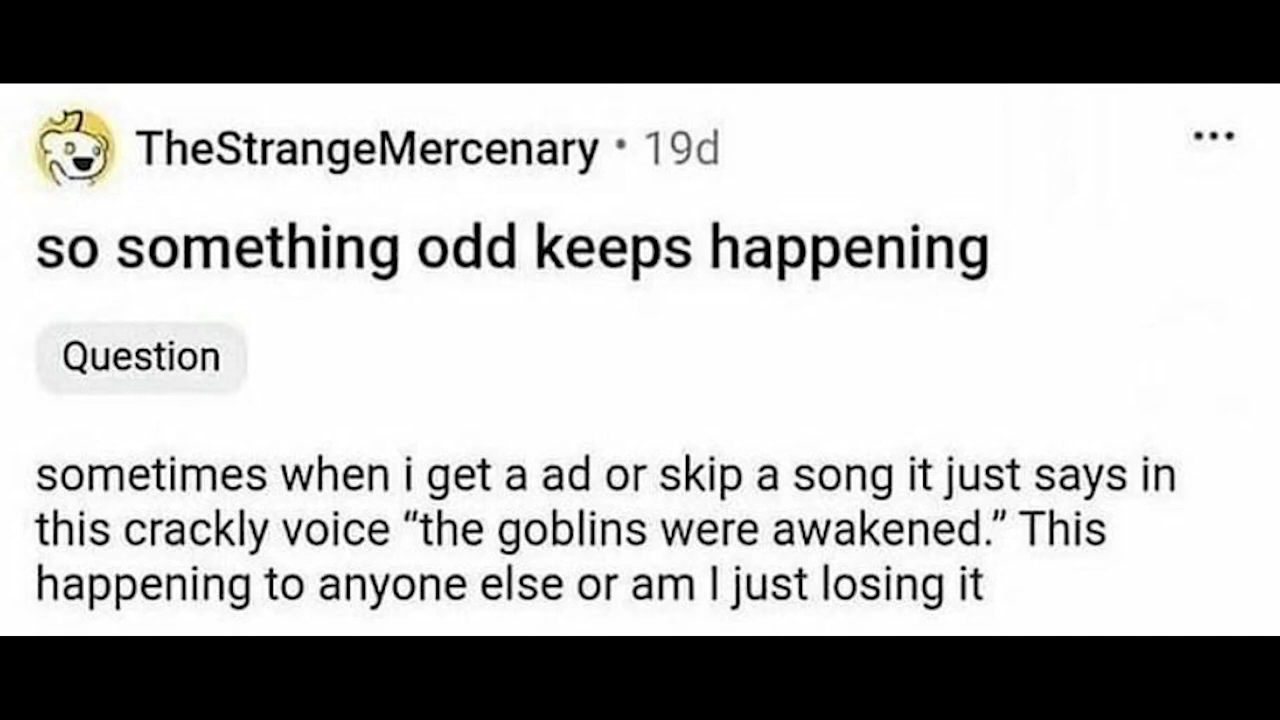 TheStrangeMercenary • 19d
so something odd keeps happening
Question
sometimes when i get a ad or skip a song it just says in
this crackly voice “the goblins were awakened.” This
happening to anyone else or am I just losing it